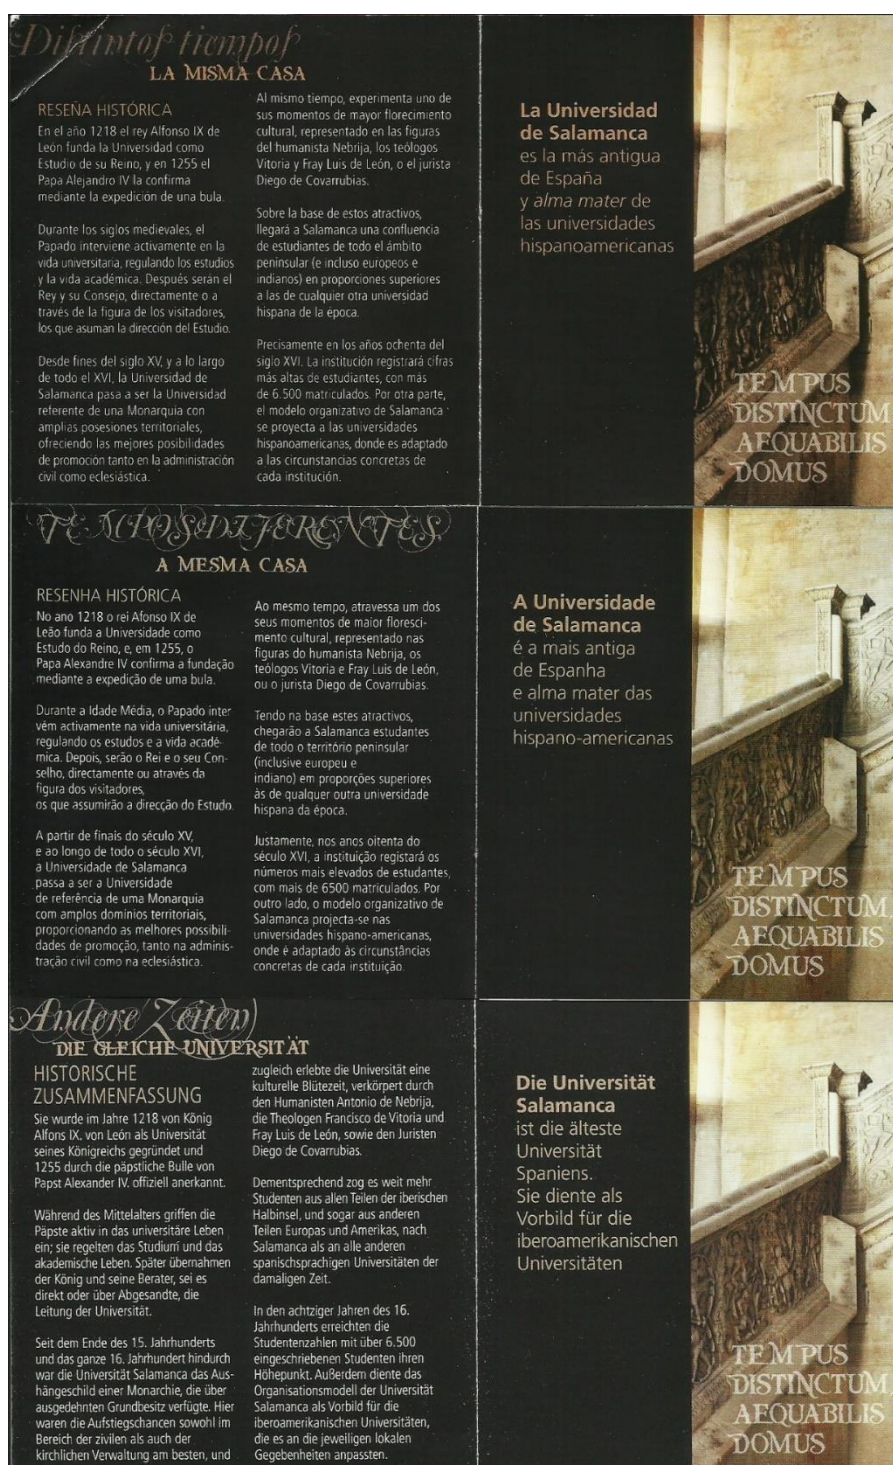 Distintos tiempos
LA MISMA CASA
RESEÑA HISTÓRICA
En el año 1218 el rey Alfonso IX de
León funda la Universidad como
Estudio de su Reino, y en 1255 el
Papa Alejandro IV la confirma
mediante la expedición de una bula.
Durante los siglos medievales, el
Papado interviene activamente en la
vida universitaria, regulando los estudios
y la vida académica. Después serán el
Rey y su Consejo, directamente o a
través de la figura de los visitadores,
los que asuman la dirección del Estudio.
Desde fines del siglo XV, y a lo largo
de todo el XVI, la Universidad de
Salamanca pasa a ser la Universidad
referente de una Monarquia con
amplias posesiones territoriales,
ofreciendo las mejores posibilidades
de promoción tanto en la administración
civil como eclesiástica.
Al mismo tiempo, experimenta uno de
sus momentos de mayor florecimiento
cultural, representado en las figuras
del humanista Nebrija, los teólogos
Vitoria y Fray Luis de León, o el jurista
Diego de Covarrubias.
Sobre la base de estos atractivos,
llegará a Salamanca una confluencia
de estudiantes de todo el ámbito
peninsular (e incluso europeos e
indianos) en proporciones superiores
a las de cualquier otra universidad
hispana de la época.
Precisamente en los años ochenta del
siglo XVI. La institución registrará cifras
más altas de estudiantes, con más
de 6.500 matriculados. Por otra parte,
el modelo organizativo de Salamanca
se proyecta a las universidades
hispanoamericanas, donde es adaptado
a las circunstancias concretas de
cada institución.
La Universidad
de Salamanca
es la más antigua
de España
y alma mater de
las universidades
hispanoamericanas
TEMPUS
DISTINCTUM
AEQUABILIS
DOMUS
TEMPOS DIFERENTES
A MESMA CASA
RESENHA HISTÓRICA
No ano 1218 o rei Afonso IX de
Leão funda a Universidade como
Estudo do Reino, e, em 1255, o
Papa Alexandre IV confirma a fundação
mediante a expedição de uma bula.
Durante a Idade Média, o Papado inter
vém activamente na vida universitária,
regulando os estudos e a vida acadê-
mica. Depois, serão o Rei e o seu Con-
selho, directamente ou através da
figura dos visitadores,
os que assumirão a direcção do Estudo.
A partir de finais do século XV,
e ao longo de todo o século XVI,
a Universidade de Salamanca
passa a ser a Universidade
de referência de uma Monarquia
com amplos domínios territoriais,
proporcionando as melhores possibili-
dades de promoção, tanto na adminis-
tração civil como na eclesiástica.
Ao mesmo tempo, atravessa um dos
seus momentos de maior floresci-
mento cultural, representado nas
figuras do humanista Nebrija, os
teólogos Vitoria e Fray Luis de León,
ou o jurista Diego de Covarrubias.
Tendo na base estes atractivos,
chegarão a Salamanca estudantes
de todo o território peninsular
(inclusive europeu e
indiano) em proporções superiores
às de qualquer outra universidade
hispana da época.
Justamente, nos anos oitenta do
século XVI, a instituição registará os
números mais elevados de estudantes,
com mais de 6500 matriculados. Por
outro lado, o modelo organizativo de
Salamanca projecta-se nas
universidades hispano-americanas,
onde é adaptado às circunstâncias
concretas de cada instituição.
A Universidade
de Salamanca
é a mais antiga
de Espanha
e alma mater das
universidades
hispano-americanas
TEMPUS
DISTINCTUM
AEQUABILIS
DOMUS
Andere Zeiten
DIE GLEICHE UNIVERSITÄT
HISTORISCHE
ZUSAMMENFASSUNG
Sie wurde im Jahre 1218 von König
Alfons IX. von León als Universität
seines Königreichs gegründet und
1255 durch die päpstliche Bulle von
Papst Alexander IV. offiziell anerkannt.
Während des Mittelalters griffen die
Päpste aktiv in das universitäre Leben
ein; sie regelten das Studium und das
akademische Leben. Später übernahmen
der König und seine Berater, sei es
direkt oder über Abgesandte, die
Leitung der Universität.
Seit dem Ende des 15. Jahrhunderts
und das ganze 16. Jahrhundert hindurch
war die Universität Salamanca das Aus-
hängeschild einer Monarchie, die über
ausgedehnten Grundbesitz verfügte. Hier
waren die Aufstiegschancen sowohl im
Bereich der zivilen als auch der
kirchlichen Verwaltung am besten, und
zugleich erlebte die Universität eine
kulturelle Blütezeit, verkörpert durch
den Humanisten Antonio de Nebrija,
die Theologen Francisco de Vitoria und
Fray Luis de León, sowie den Juristen
Diego de Covarrubias.
Dementsprechend zog es weit mehr
Studenten aus allen Teilen der iberischen
Halbinsel, und sogar aus anderen
Teilen Europas und Amerikas, nach
Salamanca als an alle anderen
spanischsprachigen Universitäten der
damaligen Zeit.
In den achtziger Jahren des 16.
Jahrhunderts erreichten die
Studentenzahlen mit über 6.500
eingeschriebenen Studenten ihren
Höhepunkt. Außerdem diente das
Organisationsmodell der Universität
Salamanca als Vorbild für die
iberoamerikanischen Universitäten,
die es an die jeweiligen lokalen
Gegebenheiten anpassten.
Die Universität
Salamanca
ist die älteste
Universität
Spaniens.
Sie diente als
Vorbild für die
iberoamerikanischen
Universitäten
TEMPUS
DISTINCTUM
AEQUABILIS
DOMUS